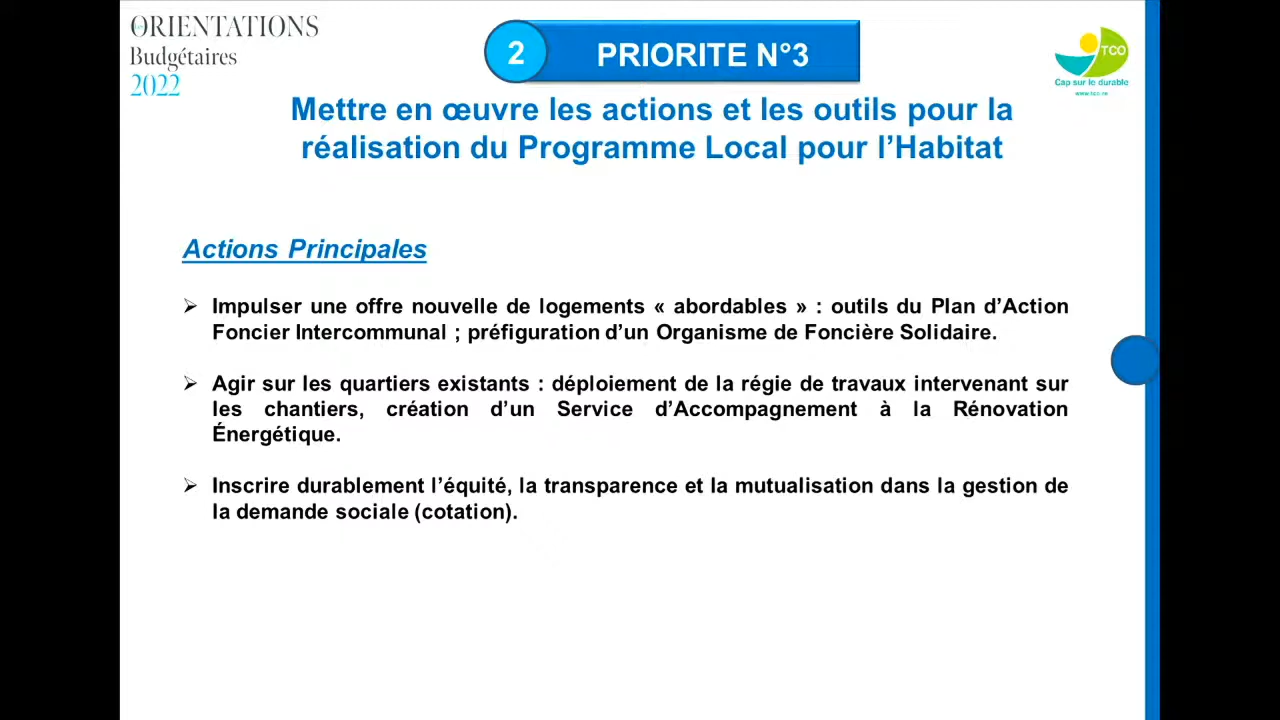 ORIENTATIONS
Budgétaires
2022
2
PRIORITE N°3
TCO
Cap sur le durable
www.tco.re
Mettre en œuvre les actions et les outils pour la
réalisation du Programme Local pour l’Habitat
Actions Principales
➢ Impulser une offre nouvelle de logements « abordables » : outils du Plan d’Action
Foncier Intercommunal ; préfiguration d’un Organisme de Foncière Solidaire.
➢ Agir sur les quartiers existants : déploiement de la régie de travaux intervenant sur
les chantiers, création d’un Service d’Accompagnement à la Rénovation
Énergétique.
➢ Inscrire durablement l’équité, la transparence et la mutualisation dans la gestion de
la demande sociale (cotation).